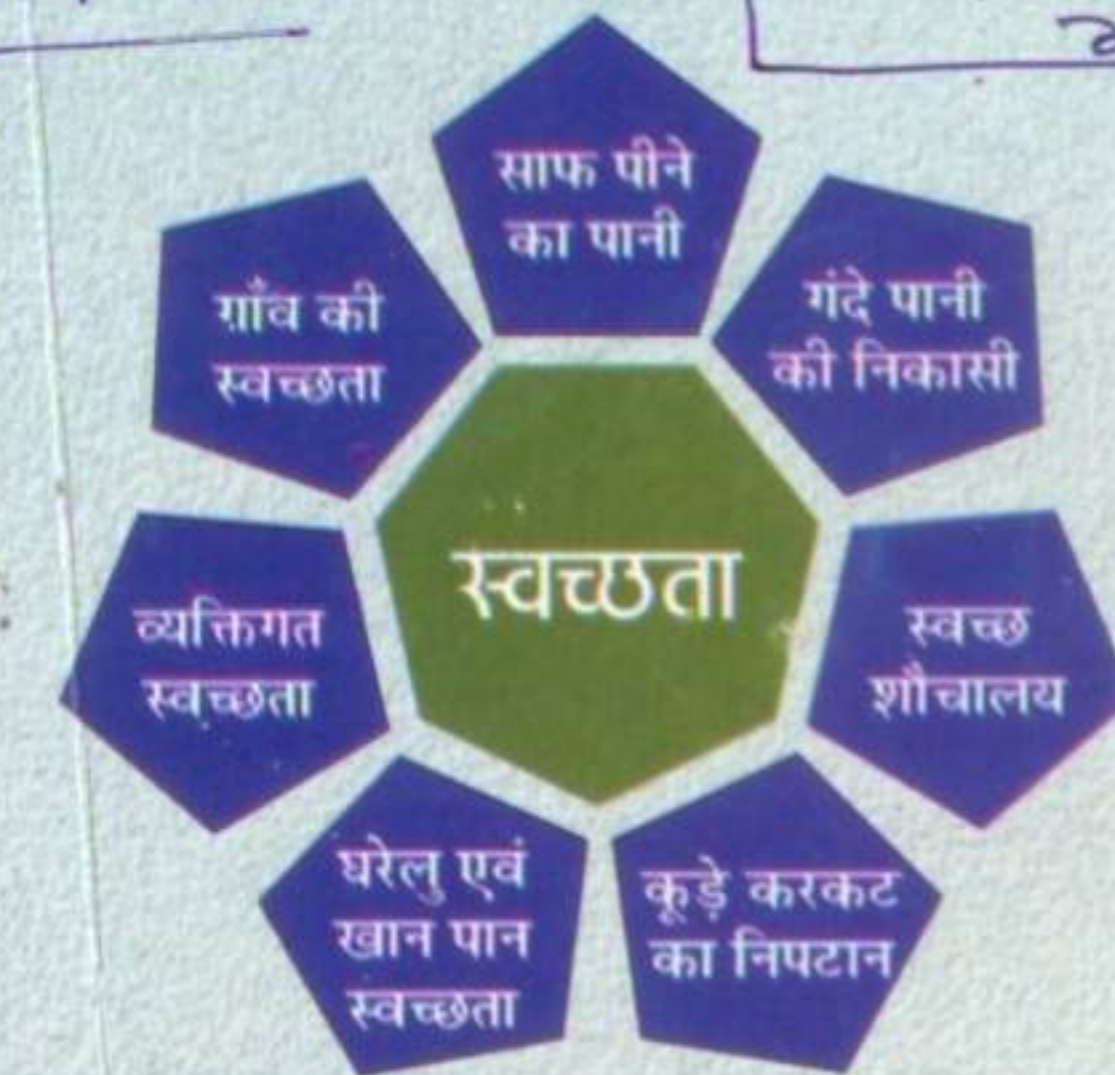 साफ पीने
का पानी
गंदे पानी
की निकासी
स्वच्छ
शौचालय
कूड़े करकट
का निपटान
घरेलु एवं
खान पान
स्वच्छता
व्यक्तिगत
स्वच्छता
गाँव की
स्वच्छता
स्वच्छता